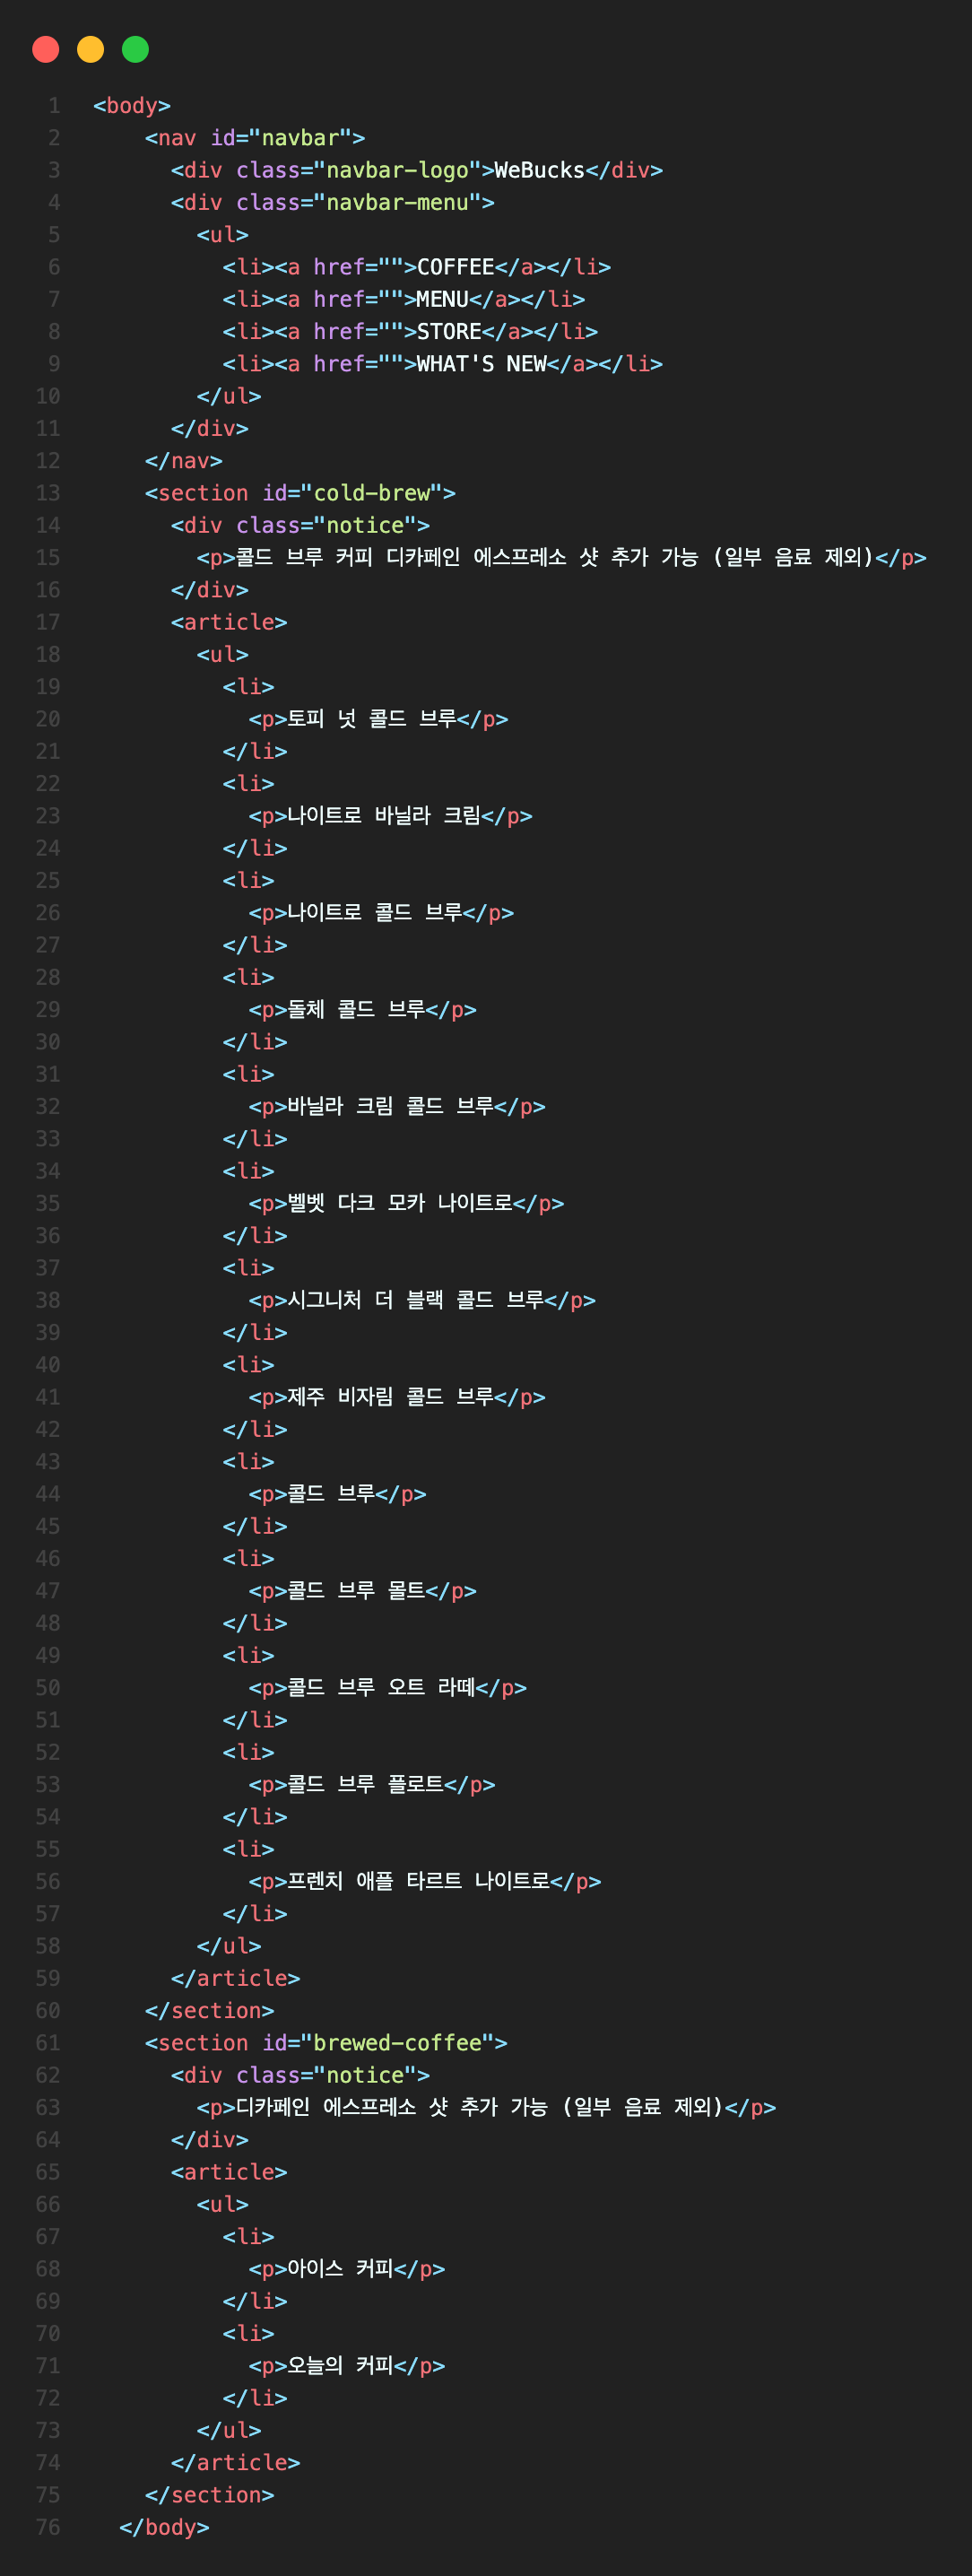 1 <body>
2 <nav id="navbar">
3 <div class="navbar-logo">WeBucks</div>
4 <div class="navbar-menu">
5 <ul>
6 <li><a href="">COFFEE</a></li>
7 <li><a href="">MENU</a></li>
8 <li><a href="">STORE</a></li>
9 <li><a href="">WHAT'S NEW</a></li>
10 </ul>
11 </div>
12 </nav>
13 <section id="cold-brew">
14 <div class="notice">
15 <p>콜드 브루 커피 디카페인 에스프레소 샷 추가 가능 (일부 음료 제외)</p>
16 </div>
17 <article>
18 <ul>
19 <li>
20 <p>토피 넛 콜드 브루</p>
21 </li>
22 <li>
23 <p>나이트로 바닐라 크림</p>
24 </li>
25 <li>
26 <p>나이트로 콜드 브루</p>
27 </li>
28 <li>
29 <p>돌체 콜드 브루</p>
30 </li>
31 <li>
32 <p>바닐라 크림 콜드 브루</p>
33 </li>
34 <li>
35 <p>벨벳 다크 모카 나이트로</p>
36 </li>
37 <li>
38 <p>시그니처 더 블랙 콜드 브루</p>
39 </li>
40 <li>
41 <p>제주 비자림 콜드 브루</p>
42 </li>
43 <li>
44 <p>콜드 브루</p>
45 </li>
46 <li>
47 <p>콜드 브루 몰트</p>
48 </li>
49 <li>
50 <p>콜드 브루 오트 라떼</p>
51 </li>
52 <li>
53 <p>콜드 브루 플로트</p>
54 </li>
55 <li>
56 <p>프렌치 애플 타르트 나이트로</p>
57 </li>
58 </ul>
59 </article>
60 </section>
61 <section id="brewed-coffee">
62 <div class="notice">
63 <p>디카페인 에스프레소 샷 추가 가능 (일부 음료 제외)</p>
64 </div>
65 <article>
66 <ul>
67 <li>
68 <p>아이스 커피</p>
69 </li>
70 <li>
71 <p>오늘의 커피</p>
72 </li>
73 </ul>
74 </article>
75 </section>
76 </body>